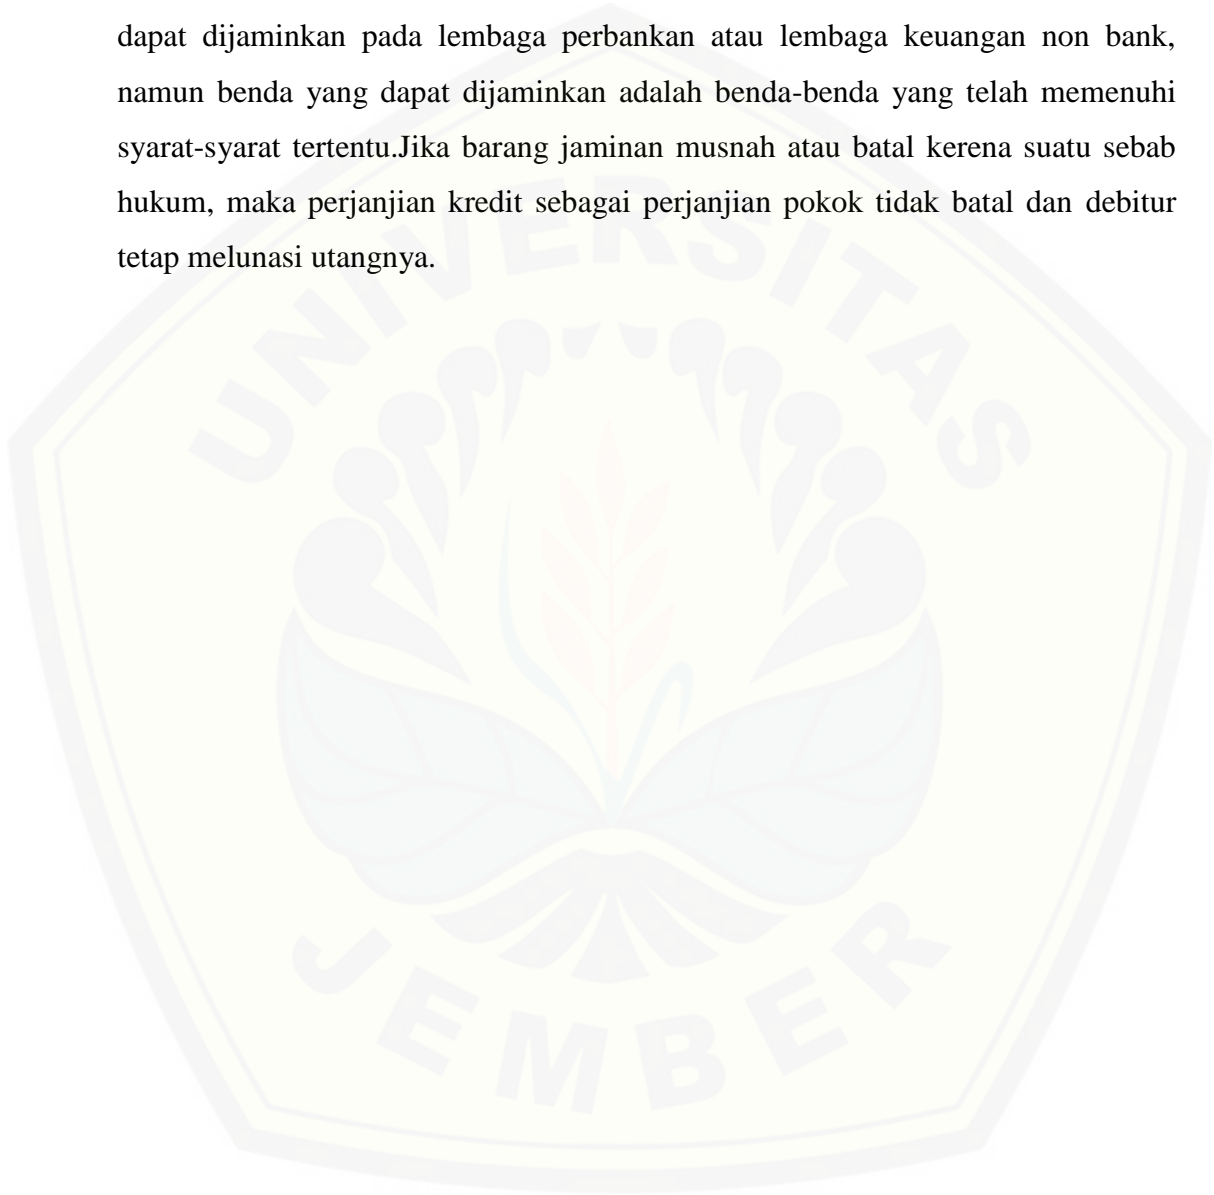 dapat dijaminkan pada lembaga perbankan atau lembaga keuangan non bank,
namun benda yang dapat dijaminkan adalah benda-benda yang telah memenuhi
syarat-syarat tertentu.Jika barang jaminan musnah atau batal kerena suatu sebab
hukum, maka perjanjian kredit sebagai perjanjian pokok tidak batal dan debitur
tetap melunasi utangnya.
UNIVERSITAS
JEMBER